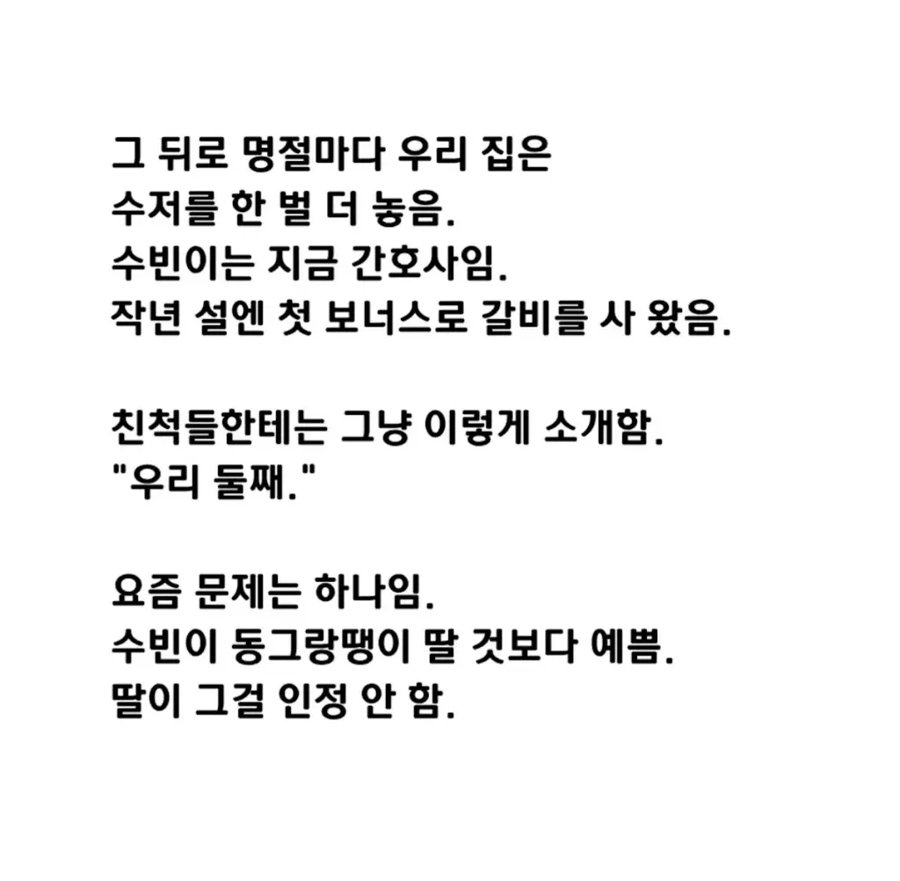 그 뒤로 명절마다 우리 집은
수저를 한 벌 더 놓음.
수빈이는 지금 간호사임.
작년 설엔 첫 보너스로 갈비를 사 왔음.
친척들한테는 그냥 이렇게 소개함.
"우리 둘째."
요즘 문제는 하나임.
수빈이 동그랑땡이 딸 것보다 예쁨.
딸이 그걸 인정 안 함.